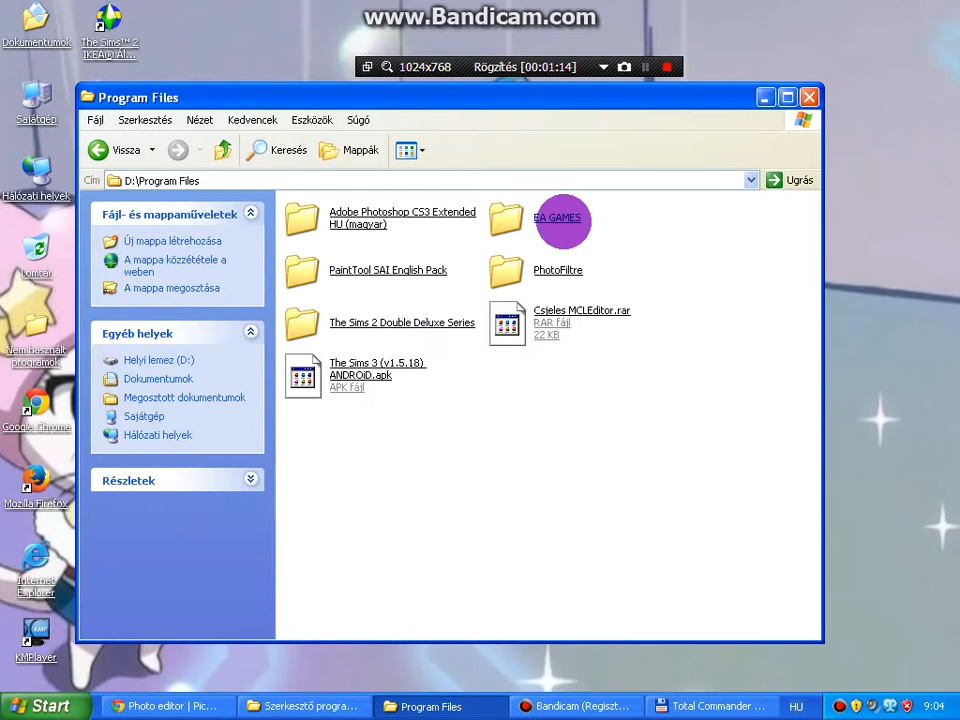 www.Bandicam.com
Dokumentumok
The Sims™ 2
IKEA® Ál...
1024x768
Rögzítés [00:01:14]
Program Files
Fájl
Szerkesztés
Nézet
Kedvencek
Eszközök
Súgó
Vissza
Keresés
Mappák
Cím
D:\Program Files
Ugrás
Sajátgép
Hálózati helyek
Lomtár
Nem használt
programok
Google Chrome
Mozilla Firefox
Internet
Explorer
KMP
KMPlayer
Fájl- és mappaműveletek
Új mappa létrehozása
A mappa közzététele a
weben
A mappa megosztása
Egyéb helyek
Helyi lemez (D:)
Dokumentumok
Megosztott dokumentumok
Sajátgép
Hálózati helyek
Részletek
Adobe Photoshop CS3 Extended
HU (magyar)
EA GAMES
PaintTool SAI English Pack
PhotoFiltre
The Sims 2 Double Deluxe Series
Csjeles MCLEditor.rar
RAR fájl
22 KB
The Sims 3 (v1.5.18)
ANDROiD.apk
APK fájl
Start
Photo editor | Pic...
Szerkesztő progra...
Program Files
Bandicam (Regiszt...
Total Commander ...
HU
9:04